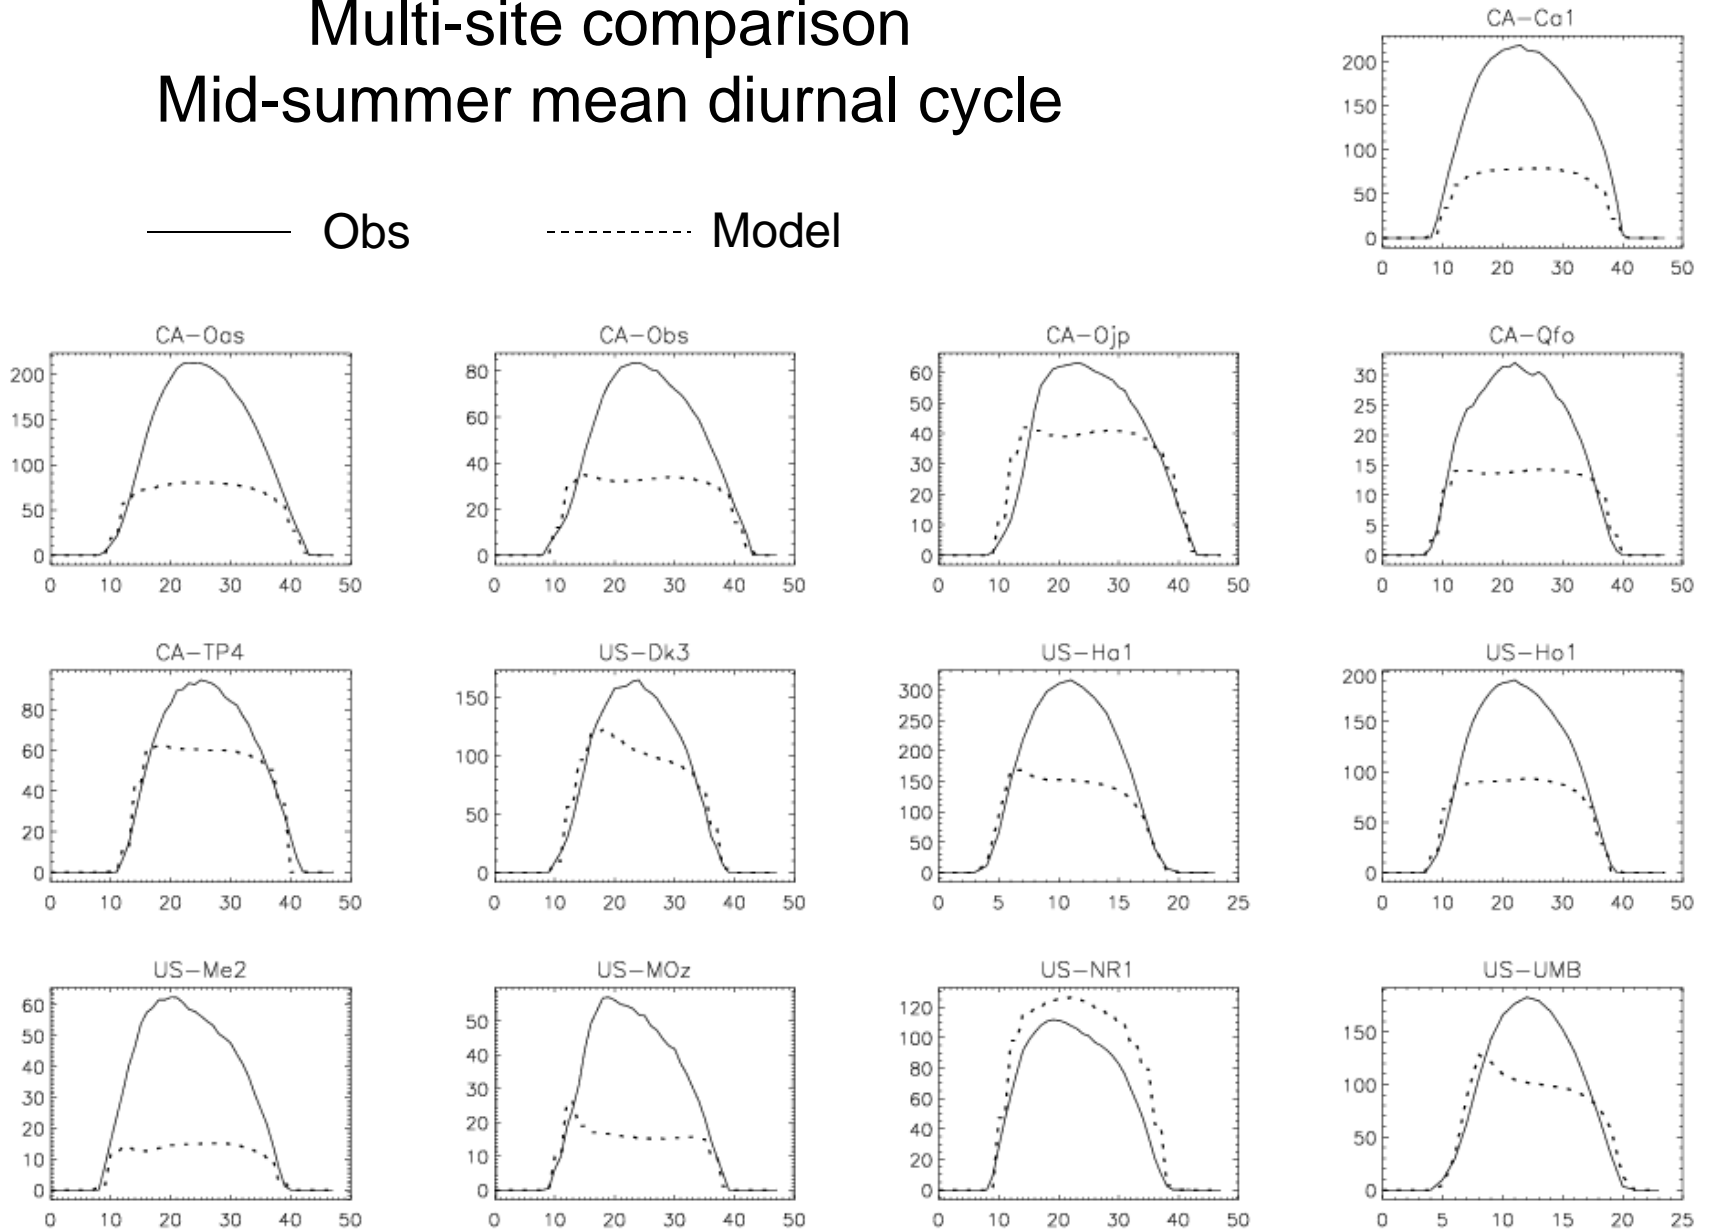 Multi-site comparison
Mid-summer mean diurnal cycle
Obs
Model
CA-Ca1
200
150
100
50
0
0 10 20 30 40 50
CA-Oas
200
150
100
50
0
0 10 20 30 40 50
CA-Obs
80
60
40
20
0
0 10 20 30 40 50
CA-Ojp
60
50
40
30
20
10
0
0 10 20 30 40 50
CA-Qfo
30
25
20
15
10
5
0
0 10 20 30 40 50
CA-TP4
80
60
40
20
0
0 10 20 30 40 50
US-Dk3
150
100
50
0
0 10 20 30 40 50
US-Ha1
300
250
200
150
100
50
0
0 5 10 15 20 25
US-Ho1
200
150
100
50
0
0 10 20 30 40 50
US-Me2
60
50
40
30
20
10
0
0 10 20 30 40 50
US-MOz
50
40
30
20
10
0
0 10 20 30 40 50
US-NR1
120
100
80
60
40
20
0
0 10 20 30 40 50
US-UMB
150
100
50
0
0 5 10 15 20 25